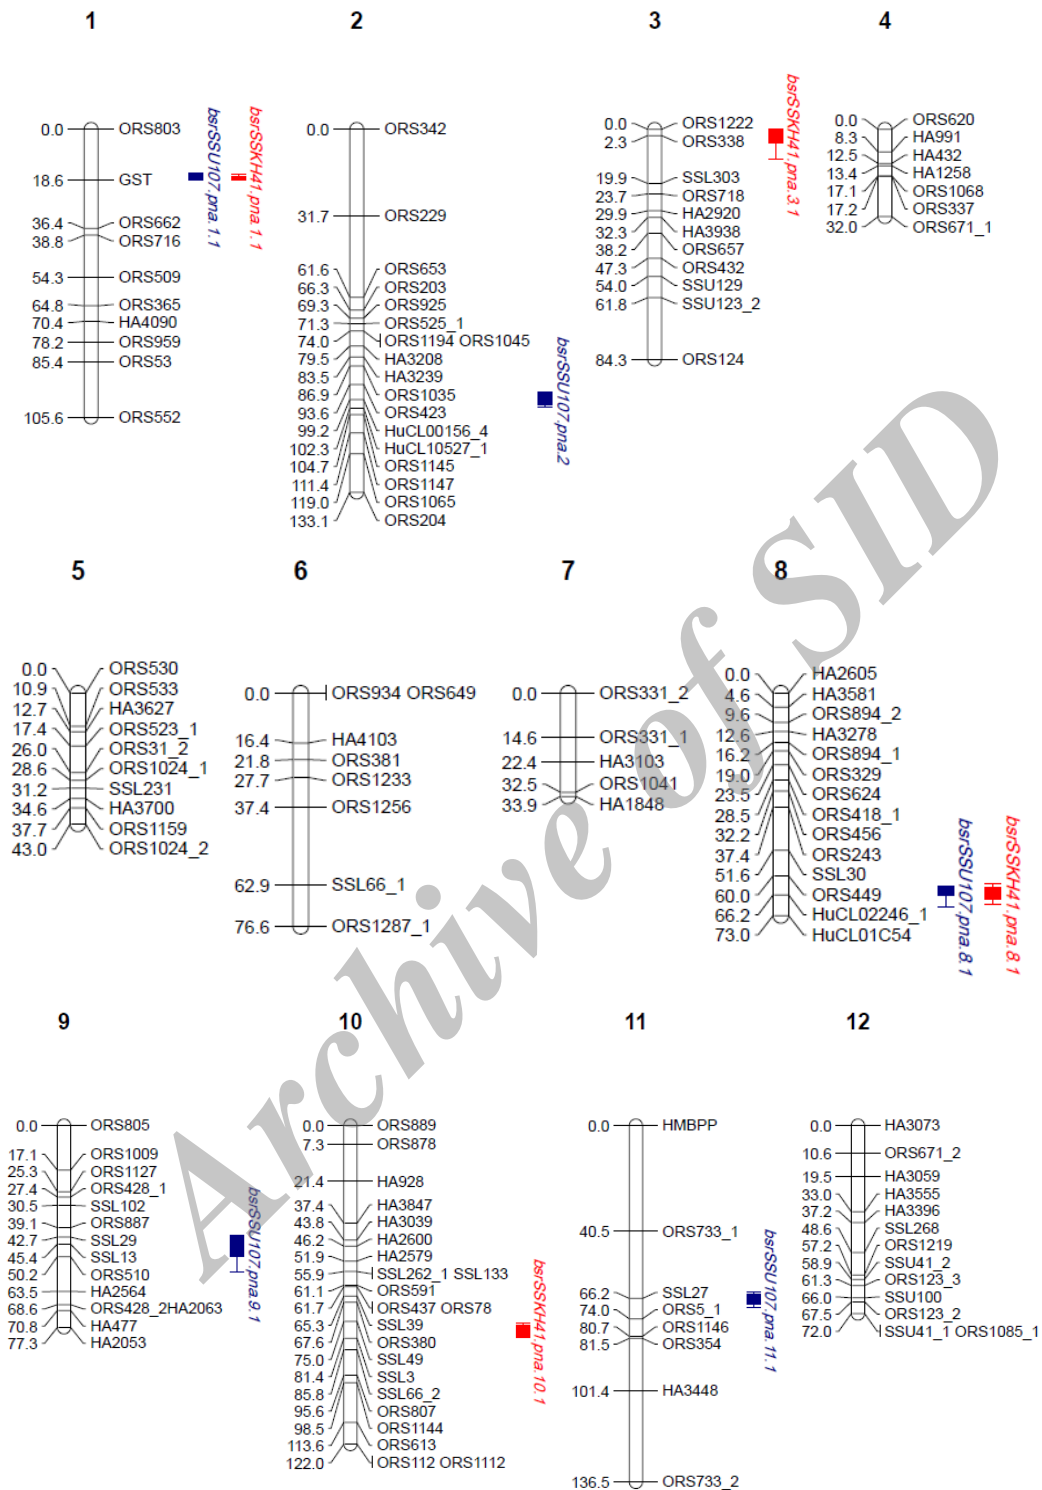 1
0.0 ORS803
18.6 GST
36.4 ORS662
38.8 ORS716
54.3 ORS509
64.8 ORS365
70.4 HA4090
78.2 ORS959
85.4 ORS53
105.6 ORS552
bsrSSU107.pna.1.1
bsrSSKH41.pna.1.1
2
0.0 ORS342
31.7 ORS229
61.6 ORS653
66.3 ORS203
69.3 ORS925
71.3 ORS525_1
74.0 ORS1194 ORS1045
79.5 HA3208
83.5 HA3239
86.9 ORS1035
93.6 ORS423
99.2 HuCL00156_4
102.3 HuCL10527_1
104.7 ORS1145
111.4 ORS1147
119.0 ORS1065
133.1 ORS204
bsrSSU107.pna.2
3
0.0 ORS1222
2.3 ORS338
19.9 SSL303
23.7 ORS718
29.9 HA2920
32.3 HA3938
38.2 ORS657
47.3 ORS432
54.0 SSU129
61.8 SSU123_2
84.3 ORS124
bsrSSKH41.pna.3.1
4
0.0 ORS620
8.3 HA991
12.5 HA432
13.4 HA1258
17.1 ORS1068
17.2 ORS337
32.0 ORS671_1
5
0.0 ORS530
10.9 ORS533
12.7 HA3627
17.4 ORS523_1
26.0 ORS31_2
28.6 ORS1024_1
31.2 SSL231
34.6 HA3700
37.7 ORS1159
43.0 ORS1024_2
6
0.0 ORS934 ORS649
16.4 HA4103
21.8 ORS381
27.7 ORS1233
37.4 ORS1256
62.9 SSL66_1
76.6 ORS1287_1
7
0.0 ORS331_2
14.6 ORS331_1
22.4 HA3103
32.5 ORS1041
33.9 HA1848
8
0.0 HA2605
4.6 HA3581
9.6 ORS894_2
12.6 HA3278
16.2 ORS894_1
19.0 ORS329
23.5 ORS624
28.5 ORS418_1
32.2 ORS456
37.4 ORS243
51.6 SSL30
60.0 ORS449
66.2 HuCL02246_1
73.0 HuCL01C54
bsrSSU107.pna.8.1
bsrSSKH41.pna.8.1
9
0.0 ORS805
17.1 ORS1009
25.3 ORS1127
27.4 ORS428_1
30.5 SSL102
39.1 ORS887
42.7 SSL29
45.4 SSL13
50.2 ORS510
63.5 HA2564
68.6 ORS428_2HA2063
70.8 HA477
77.3 HA2053
bsrSSU107.pna.9.1
10
0.0 ORS889
7.3 ORS878
21.4 HA928
37.4 HA3847
43.8 HA3039
46.2 HA2600
51.9 HA2579
55.9 SSL262_1 SSL133
61.1 ORS591
61.7 ORS437 ORS78
65.3 SSL39
67.6 ORS380
75.0 SSL49
81.4 SSL3
85.8 SSL66_2
95.6 ORS807
98.5 ORS1144
113.6 ORS613
122.0 ORS112 ORS1112
bsrSSKH41.pna.10.1
11
0.0 HMBPP
40.5 ORS733_1
66.2 SSL27
74.0 ORS5_1
80.7 ORS1146
81.5 ORS354
101.4 HA3448
136.5 ORS733_2
bsrSSU107.pna.11.1
12
0.0 HA3073
10.6 ORS671_2
19.5 HA3059
33.0 HA3555
37.2 HA3396
48.6 SSL268
57.2 ORS1219
58.9 SSU41_2
61.3 ORS123_3
66.0 SSU100
67.5 ORS123_2
72.0 SSU41_1 ORS1085_1
Archive of SID